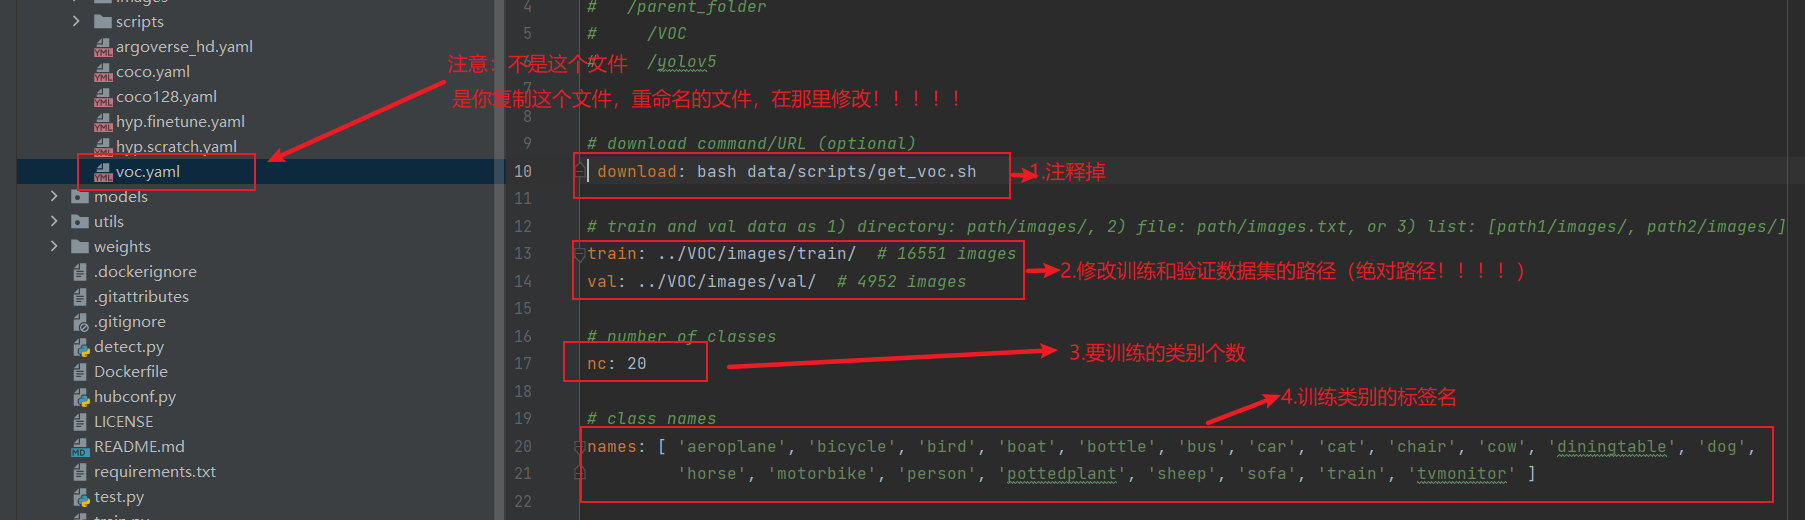 images
scripts
argoverse_hd.yaml
coco.yaml
coco128.yaml
hyp.finetune.yaml
hyp.scratch.yaml
voc.yaml
models
utils
weights
.dockerignore
.gitattributes
.gitignore
detect.py
Dockerfile
hubconf.py
LICENSE
README.md
requirements.txt
test.py
train.py
注意:不是这个文件
是你复制这个文件,重命名的文件,在那里修改!!!!!
4 # /parent_folder
5 # /VOC
6 # /yolov5
7
8
9 # download command/URL (optional)
10 download: bash data/scripts/get_voc.sh
1.注释掉
11
12 # train and val data as 1) directory: path/images/, 2) file: path/images.txt, or 3) list: [path1/images/, path2/images/]
13 train: ../VOC/images/train/ # 16551 images
14 val: ../VOC/images/val/ # 4952 images
2.修改训练和验证数据集的路径(绝对路径!!!!)
15
16 # number of classes
17 nc: 20
3.要训练的类别个数
18
4.训练类别的标签名
19 # class names
20 names: [ 'aeroplane', 'bicycle', 'bird', 'boat', 'bottle', 'bus', 'car', 'cat', 'chair', 'cow', 'diningtable', 'dog',
21 'horse', 'motorbike', 'person', 'pottedplant', 'sheep', 'sofa', 'train', 'tvmonitor' ]
22